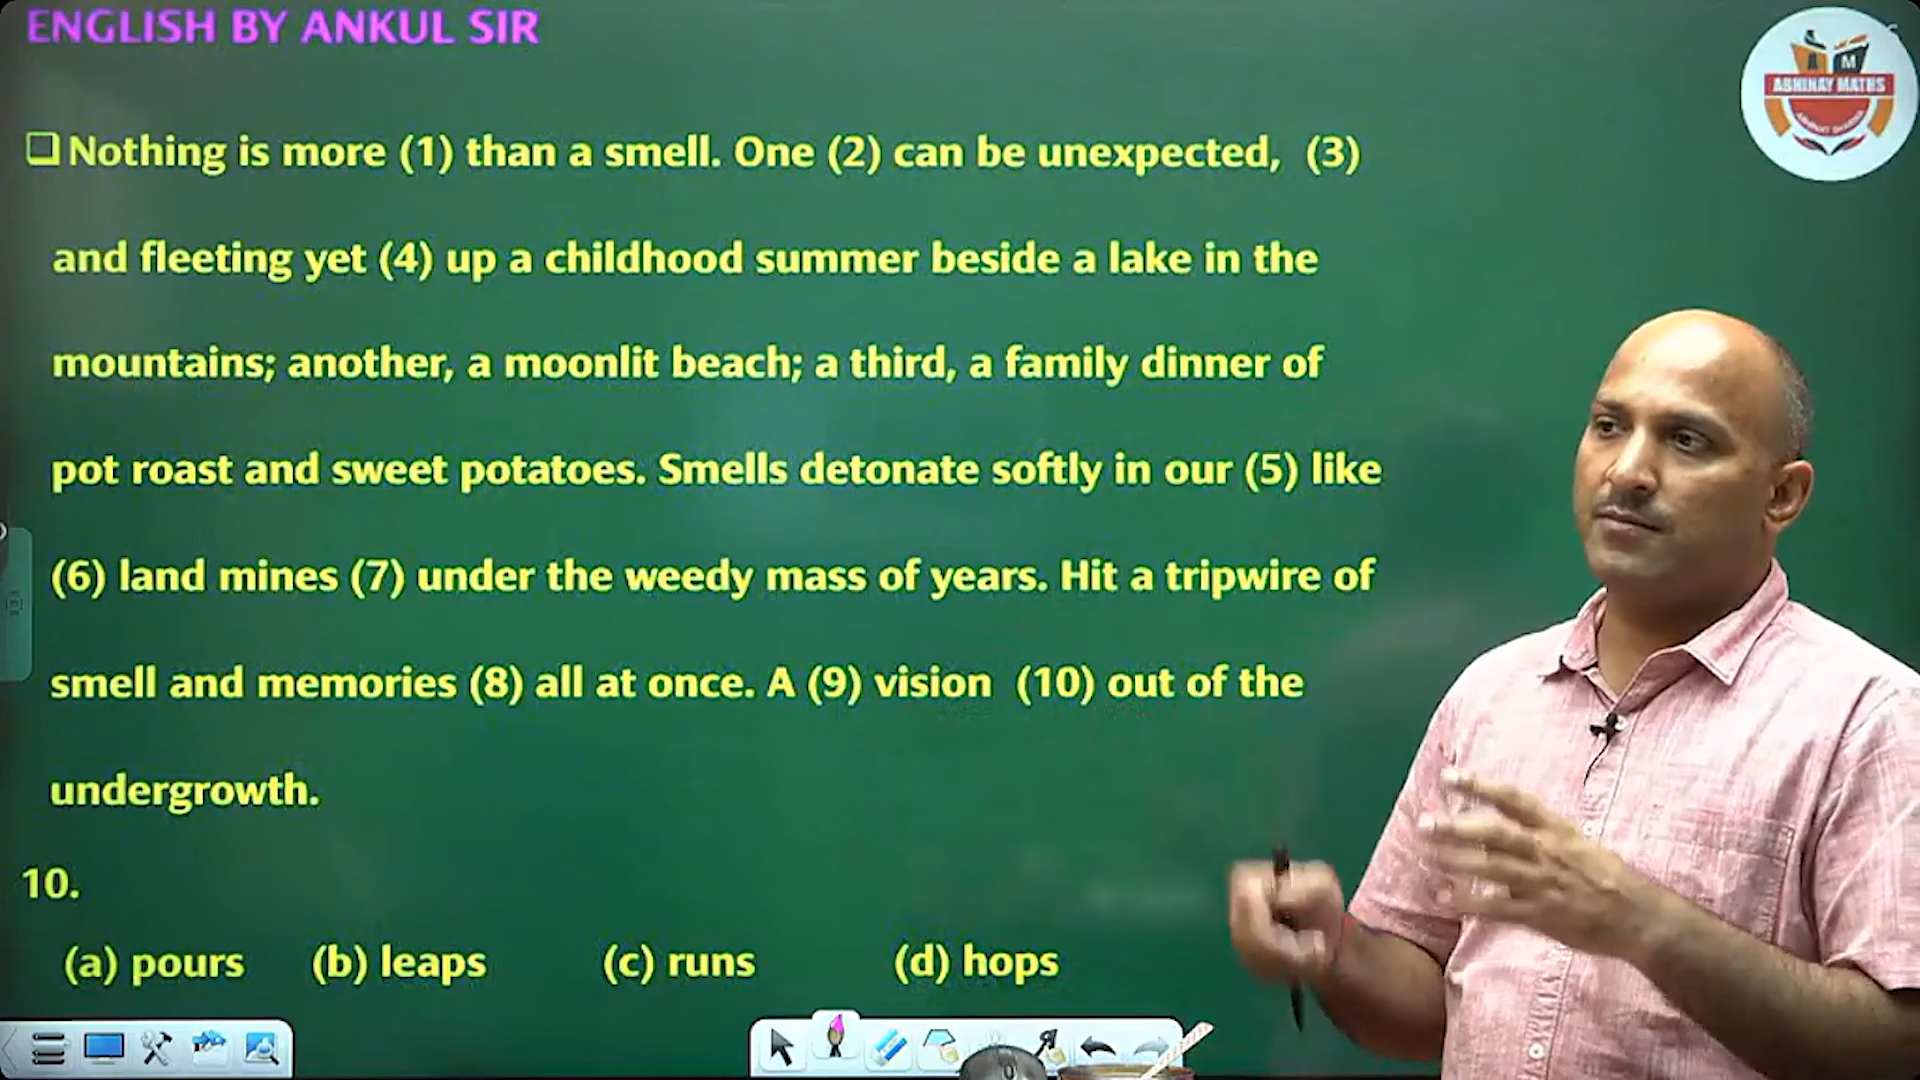 ENGLISH BY ANKUL SIR
A M
ABHINAY MATHS
Nothing is more (1) than a smell. One (2) can be unexpected, (3)
and fleeting yet (4) up a childhood summer beside a lake in the
mountains; another, a moonlit beach; a third, a family dinner of
pot roast and sweet potatoes. Smells detonate softly in our (5) like
(6) land mines (7) under the weedy mass of years. Hit a tripwire of
smell and memories (8) all at once. A (9) vision (10) out of the
undergrowth.
10.
(a) pours (b) leaps (c) runs (d) hops